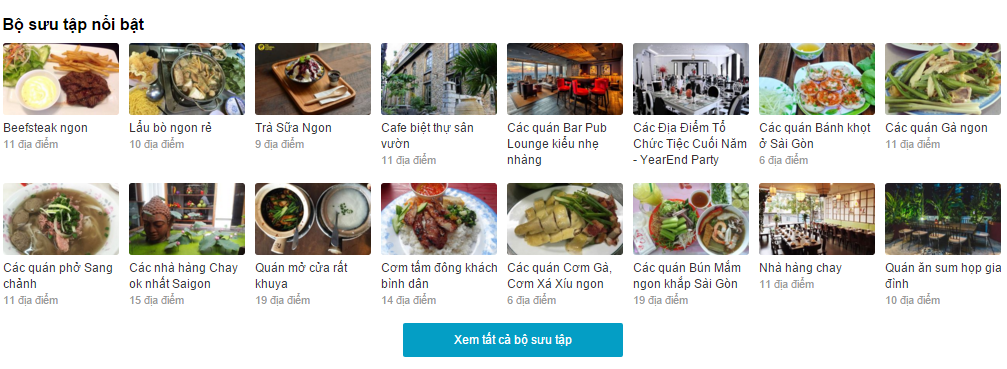 Bộ sưu tập nổi bật
Beefsteak ngon
11 địa điểm
Lẩu bò ngon rẻ
10 địa điểm
Trà Sữa Ngon
9 địa điểm
Cafe biệt thự sân
vườn
11 địa điểm
Các quán Bar Pub
Lounge kiểu nhẹ
nhàng
Các Địa Điểm Tổ
Chức Tiệc Cuối Năm
- YearEnd Party
Các quán Bánh khọt
ở Sài Gòn
6 địa điểm
Các quán Gà ngon
11 địa điểm
Các quán phở Sang
chảnh
11 địa điểm
Các nhà hàng Chay
ok nhất Saigon
15 địa điểm
Quán mở cửa rất
khuya
19 địa điểm
Cơm tấm đông khách
bình dân
14 địa điểm
Các quán Cơm Gà,
Cơm Xá Xíu ngon
6 địa điểm
Các quán Bún Mắm
ngon khắp Sài Gòn
19 địa điểm
Nhà hàng chay
11 địa điểm
Quán ăn sum họp gia
đình
10 địa điểm
Xem tất cả bộ sưu tập